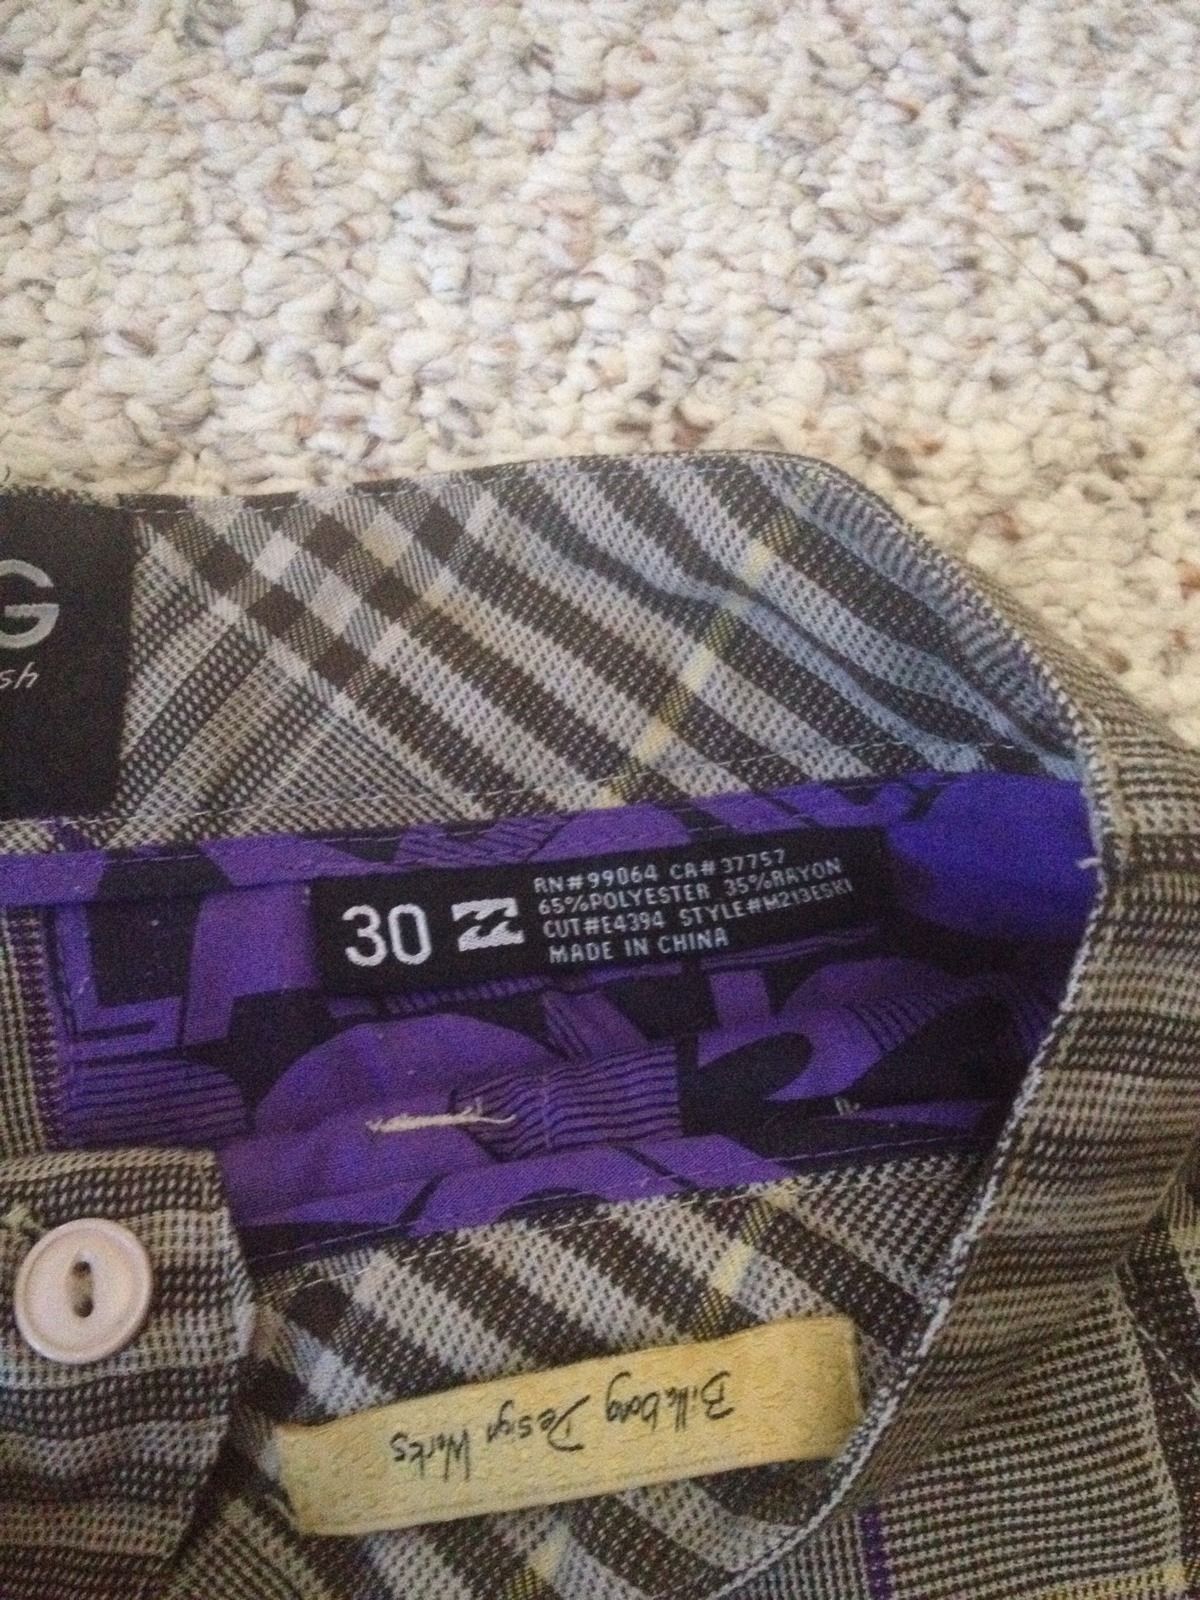 G
sh
30
RN#99064 CA#37757
65%POLYESTER 35%RAYON
CUT#E4394 STYLE#M213ESKI
MADE IN CHINA
Billabong Design Works